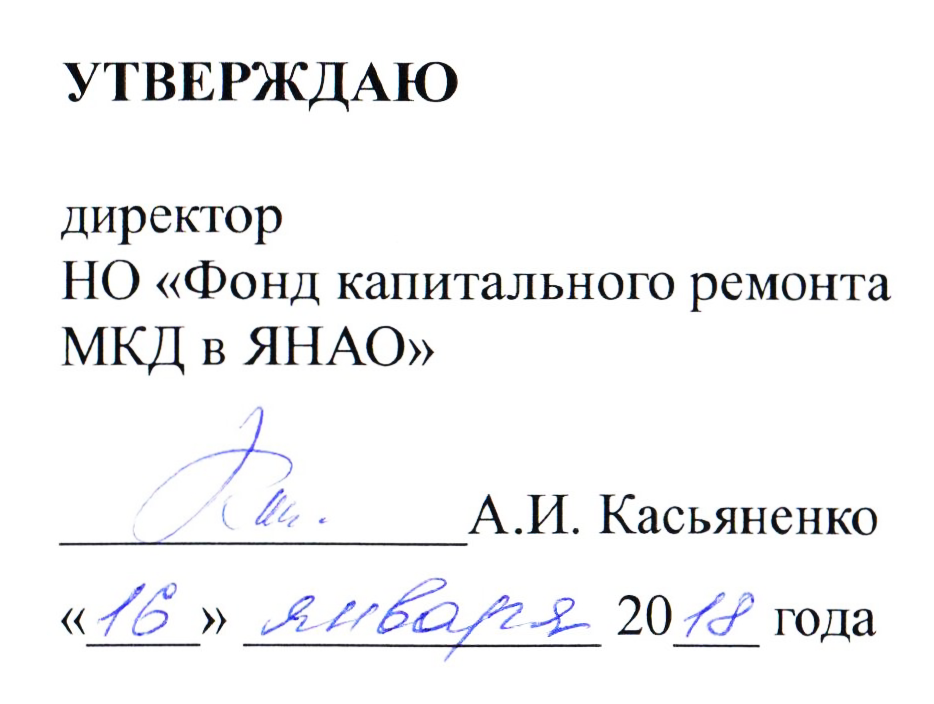 УТВЕРЖДАЮ
директор
НО «Фонд капитального ремонта
МКД в ЯНАО»
А.И. Касьяненко
«16» января 2018 года